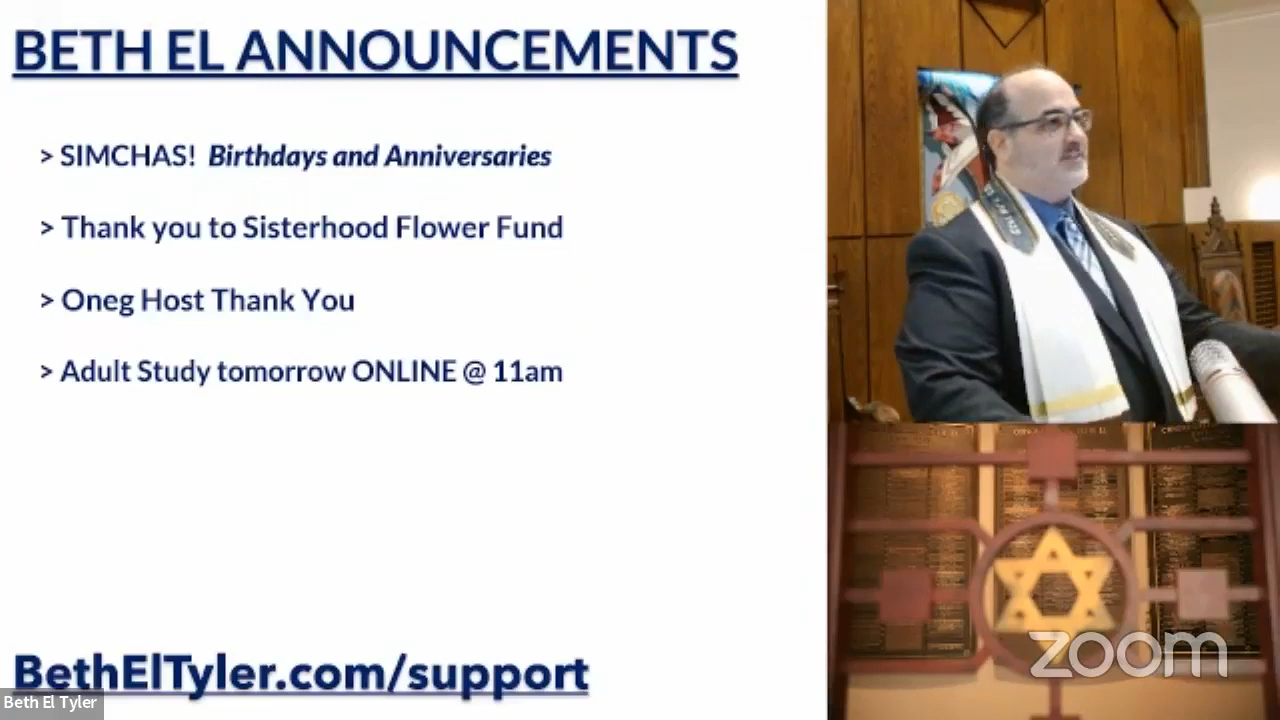 BETH EL ANNOUNCEMENTS
> SIMCHAS! Birthdays and Anniversaries
> Thank you to Sisterhood Flower Fund
> Oneg Host Thank You
> Adult Study tomorrow ONLINE @ 11am
BethElTyler.com/support
Beth El Tyler
zoom